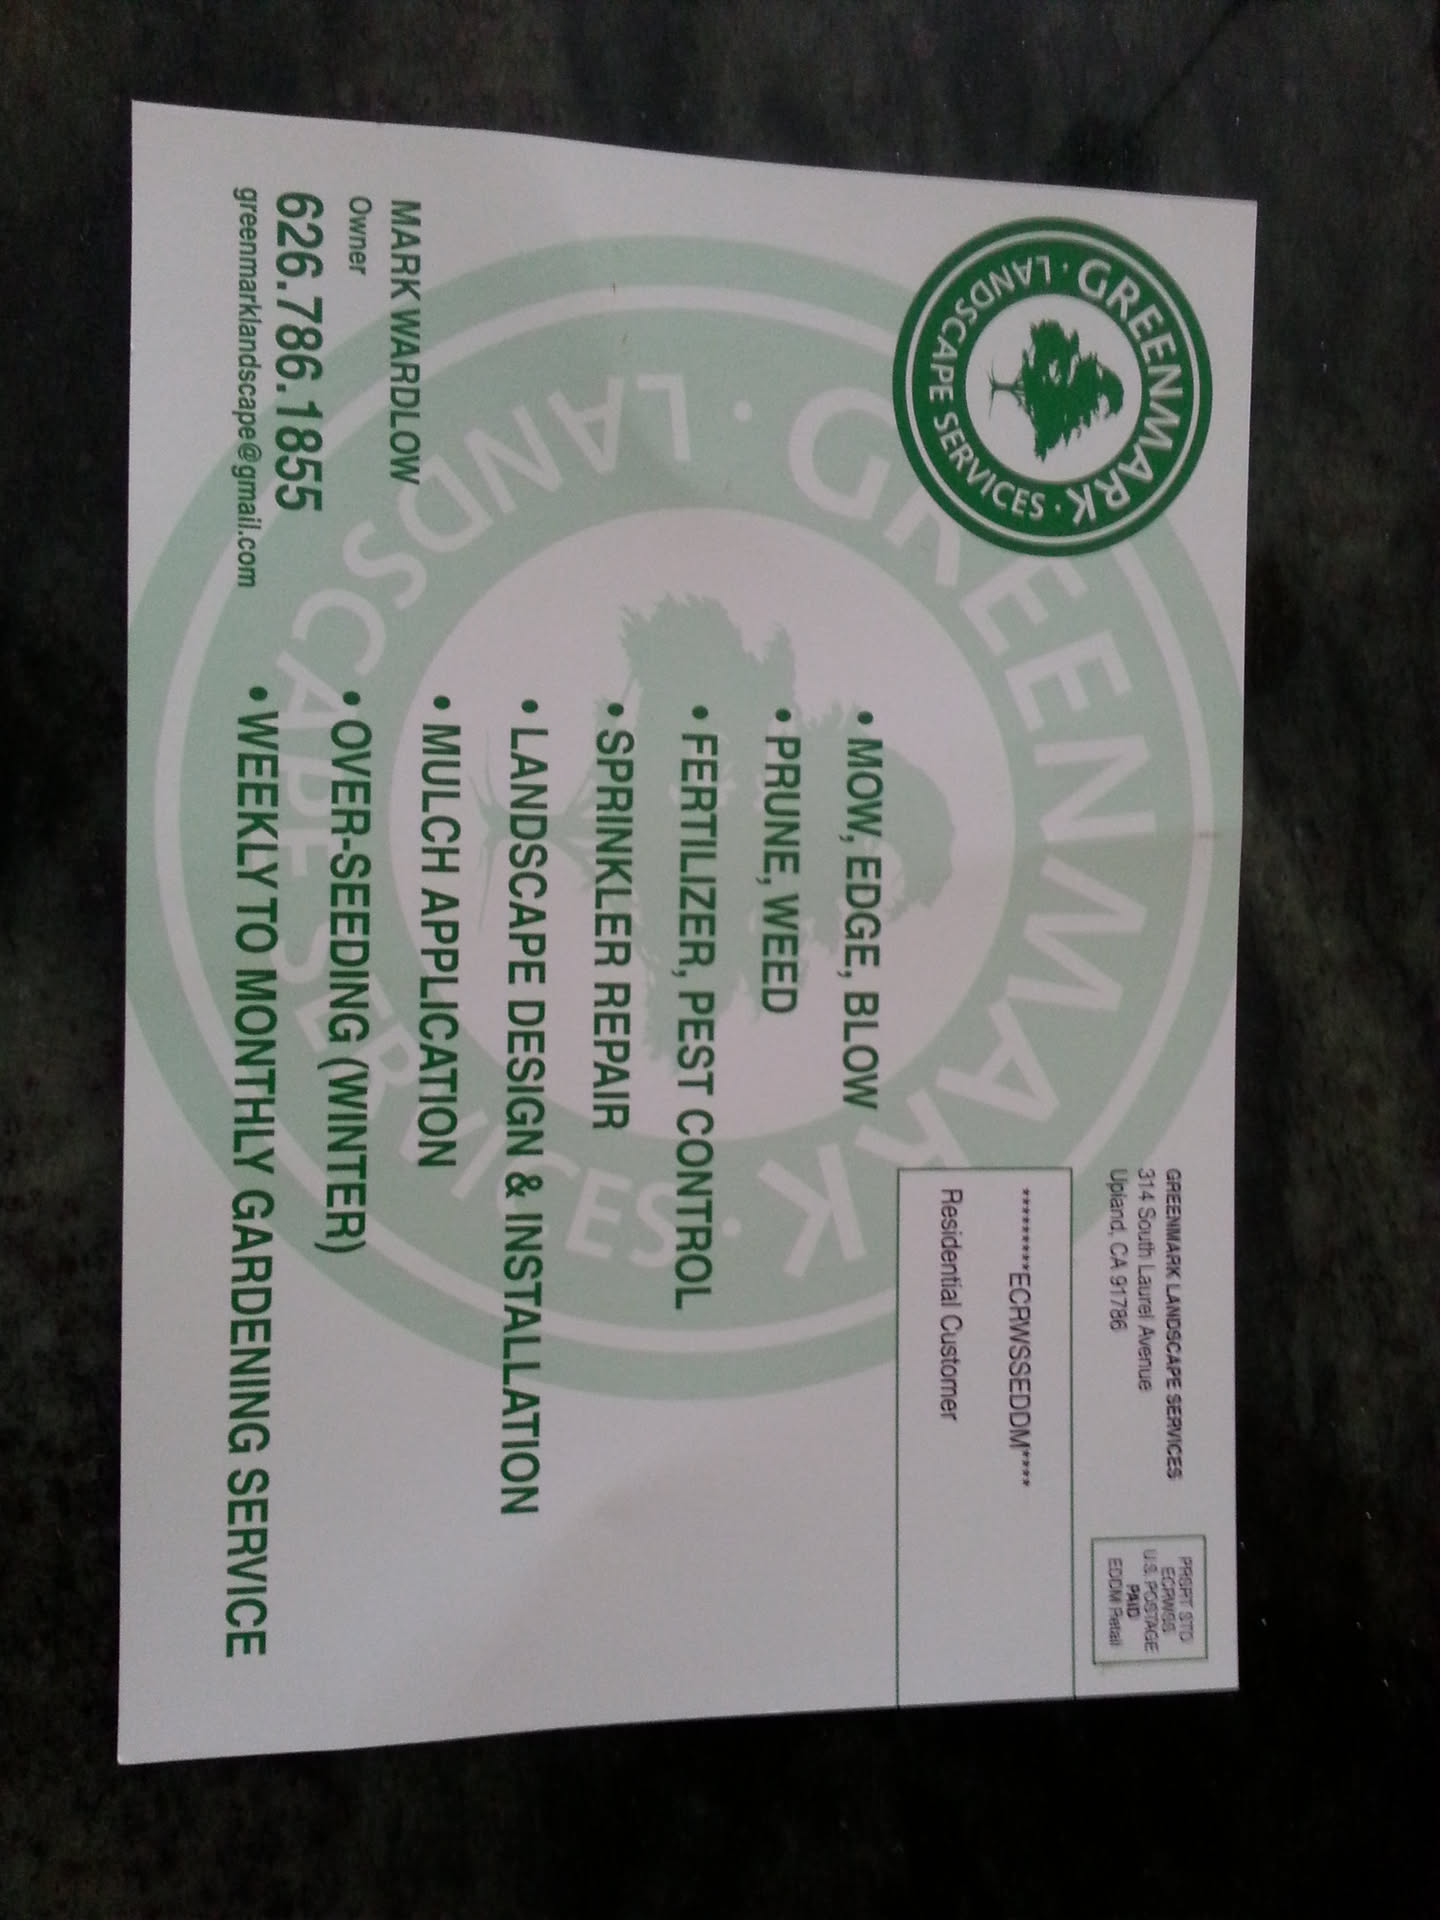 GREENMARK
· LANDSCAPE SERVICES ·
GREENMARK LANDSCAPE SERVICES
314 South Laurel Avenue
Upland, CA 91786
PRSRT STD
ECRWSS
U.S. POSTAGE
PAID
EDDM Retail
*********ECRWSSEDDM****
Residential Customer
GREENMARK
· LANDSCAPE SERVICES ·
• MOW, EDGE, BLOW
• PRUNE, WEED
• FERTILIZER, PEST CONTROL
• SPRINKLER REPAIR
• LANDSCAPE DESIGN & INSTALLATION
• MULCH APPLICATION
• OVER-SEEDING (WINTER)
• WEEKLY TO MONTHLY GARDENING SERVICE
MARK WARDLOW
Owner
626.786.1855
greenmarklandscape@gmail.com